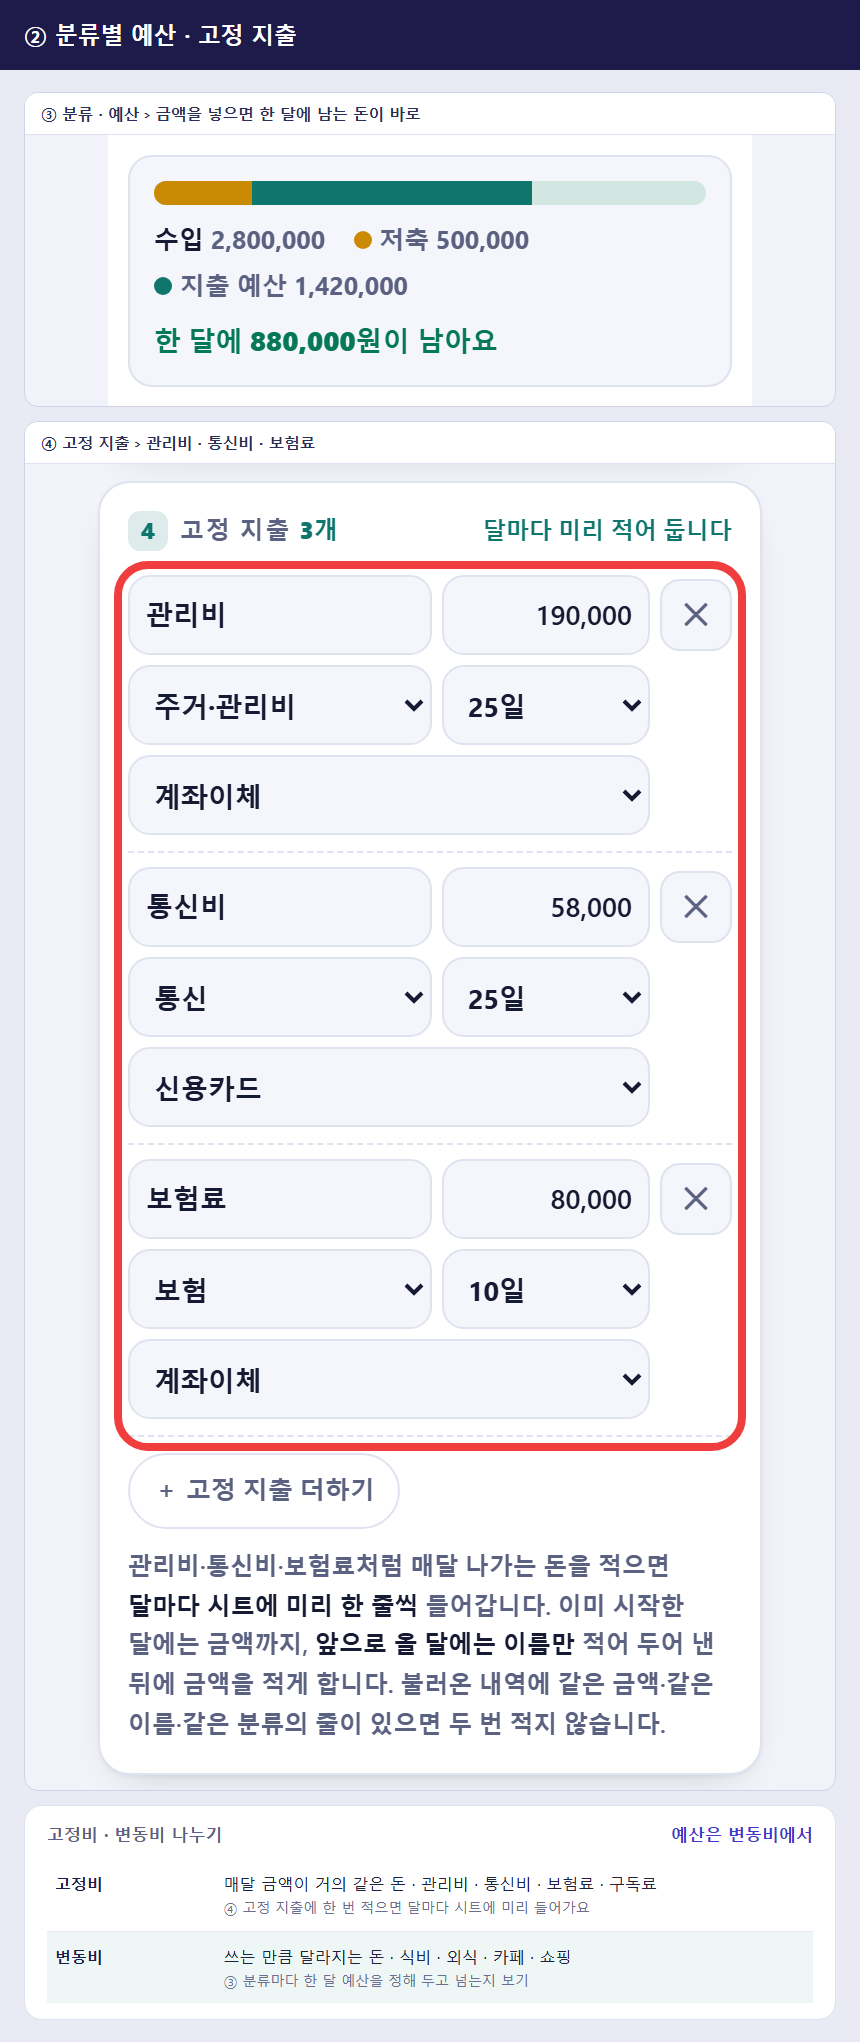 ② 분류별 예산 · 고정 지출
③ 분류 · 예산 › 금액을 넣으면 한 달에 남는 돈이 바로
수입 2,800,000 저축 500,000
지출 예산 1,420,000
한 달에 880,000원이 남아요
④ 고정 지출 › 관리비 · 통신비 · 보험료
4 고정 지출 3개 달마다 미리 적어 둡니다
관리비 190,000 ×
주거·관리비 25일
계좌이체
통신비 58,000 ×
통신 25일
신용카드
보험료 80,000 ×
보험 10일
계좌이체
+ 고정 지출 더하기
관리비·통신비·보험료처럼 매달 나가는 돈을 적으면
달마다 시트에 미리 한 줄씩 들어갑니다. 이미 시작한
달에는 금액까지, 앞으로 올 달에는 이름만 적어 두어 낸
뒤에 금액을 적게 합니다. 불러온 내역에 같은 금액·같은
이름·같은 분류의 줄이 있으면 두 번 적지 않습니다.
고정비 · 변동비 나누기 예산은 변동비에서
고정비 매달 금액이 거의 같은 돈 · 관리비 · 통신비 · 보험료 · 구독료
④ 고정 지출에 한 번 적으면 달마다 시트에 미리 들어가요
변동비 쓰는 만큼 달라지는 돈 · 식비 · 외식 · 카페 · 쇼핑
③ 분류마다 한 달 예산을 정해 두고 넘는지 보기